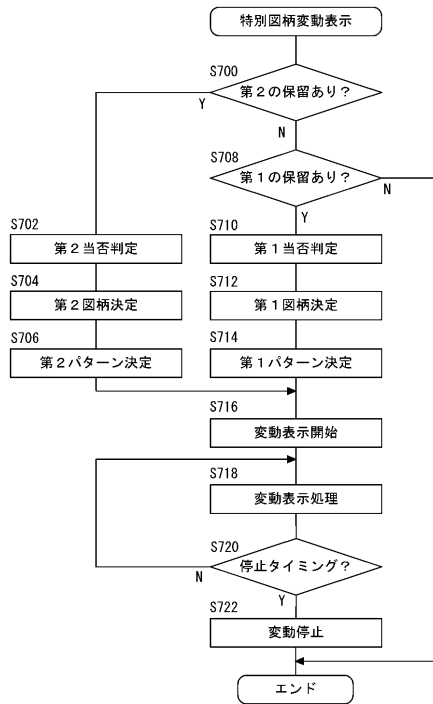 特別図柄変動表示
S700
第2の保留あり？
Y
N
S708
第1の保留あり？
N
Y
S702
第2当否判定
S710
第1当否判定
S704
第2図柄決定
S712
第1図柄決定
S706
第2パターン決定
S714
第1パターン決定
S716
変動表示開始
S718
変動表示処理
S720
停止タイミング？
N
Y
S722
変動停止
エンド